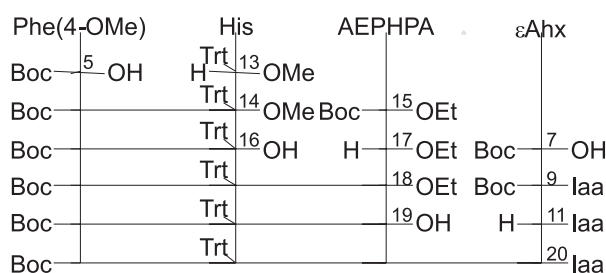 Phe(4-OMe) His AEPHPA εAhx
Boc 5 OH H Trt 13 OMe
Boc Trt 14 OMe Boc 15 OEt
Boc Trt 16 OH H 17 OEt Boc 7 OH
Boc Trt 18 OEt Boc 9 Iaa
Boc Trt 19 OH H 11 Iaa
Boc Trt 20 Iaa